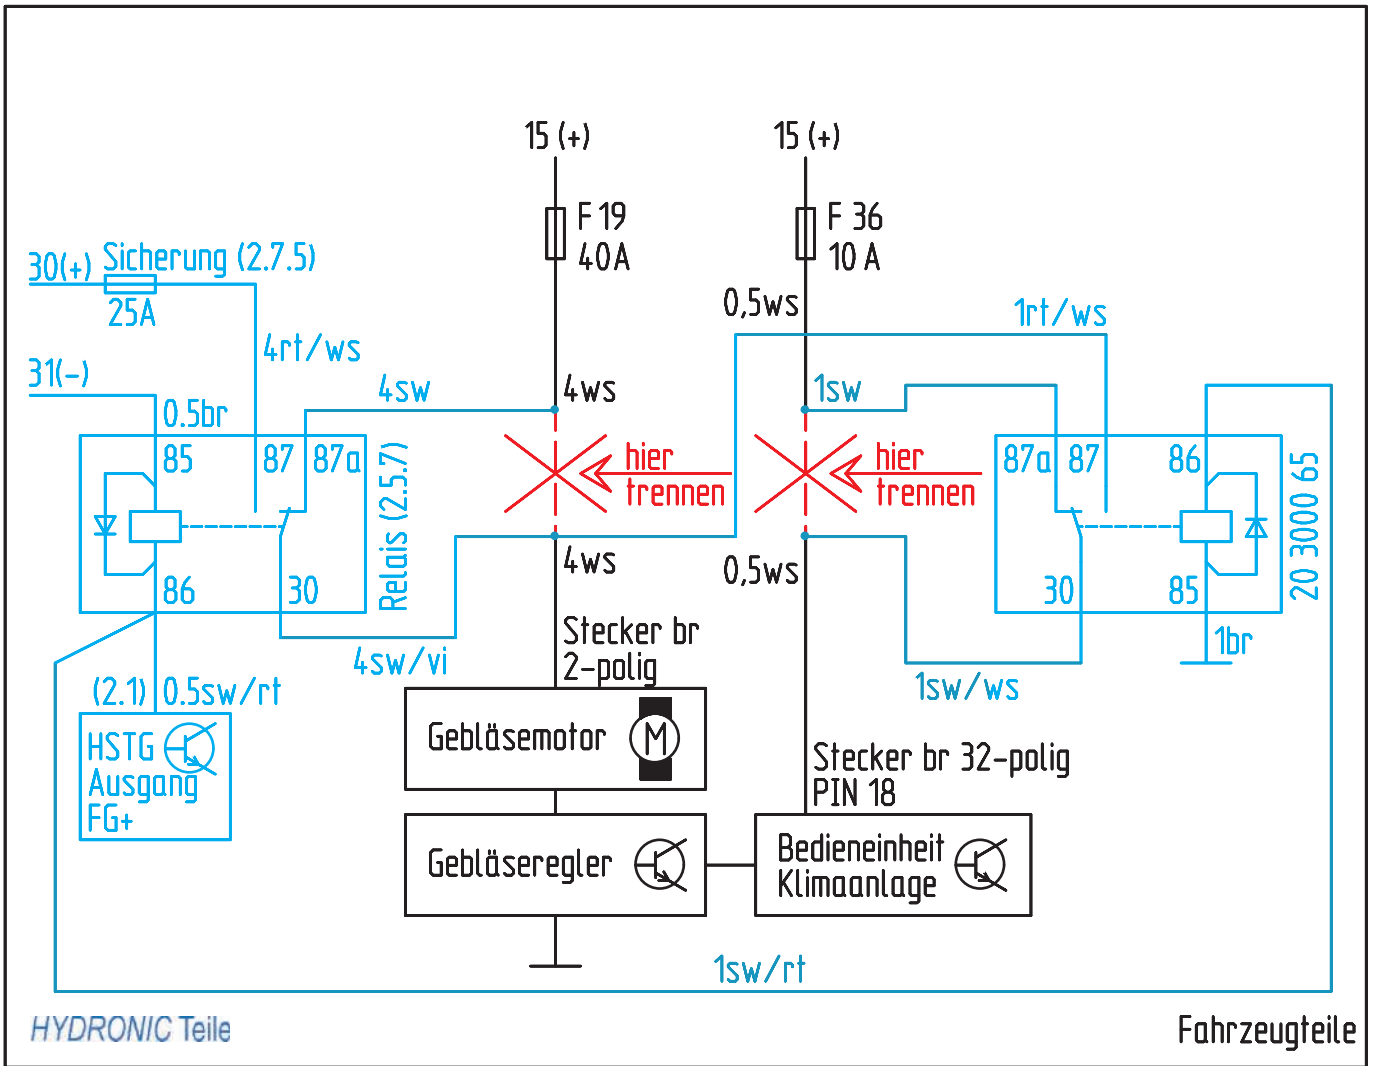 15 (+)
15 (+)
F 19
40A
F 36
10 A
30(+)
Sicherung (2.7.5)
25A
0,5ws
1rt/ws
4rt/ws
31(-)
4sw
4ws
1sw
0.5br
85
87
87a
hier
trennen
hier
trennen
87a
87
86
Relais (2.5.7)
20 3000 65
86
30
4ws
0,5ws
30
85
Stecker br
2-polig
1br
4sw/vi
(2.1)
0.5sw/rt
1sw/ws
HSTG
Ausgang
FG+
Gebläsemotor
M
Stecker br 32-polig
PIN 18
Gebläseregler
Bedieneinheit
Klimaanlage
1sw/rt
HYDRONIC Teile
Fahrzeugteile